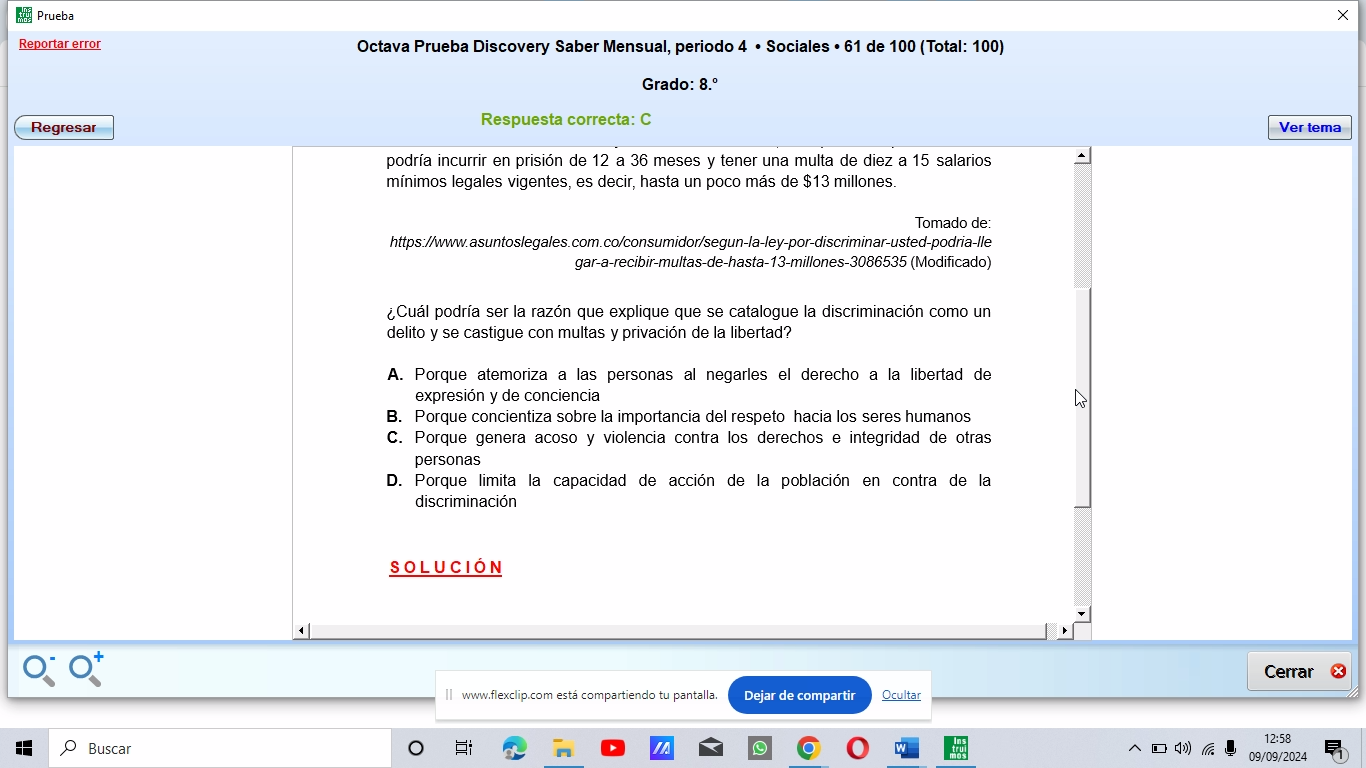 Ins trui mos Prueba
Reportar error
Octava Prueba Discovery Saber Mensual, periodo 4 • Sociales • 61 de 100 (Total: 100)
Grado: 8.°
Respuesta correcta: C
Regresar
Ver tema
podría incurrir en prisión de 12 a 36 meses y tener una multa de diez a 15 salarios
mínimos legales vigentes, es decir, hasta un poco más de $13 millones.
Tomado de:
https://www.asuntoslegales.com.co/consumidor/segun-la-ley-por-discriminar-usted-podria-lle
gar-a-recibir-multas-de-hasta-13-millones-3086535 (Modificado)
¿Cuál podría ser la razón que explique que se catalogue la discriminación como un
delito y se castigue con multas y privación de la libertad?
A. Porque atemoriza a las personas al negarles el derecho a la libertad de
expresión y de conciencia
B. Porque concientiza sobre la importancia del respeto hacia los seres humanos
C. Porque genera acoso y violencia contra los derechos e integridad de otras
personas
D. Porque limita la capacidad de acción de la población en contra de la
discriminación
SOLUCIÓN
Cerrar
www.flexclip.com está compartiendo tu pantalla.
Dejar de compartir
Ocultar
Buscar
Ins
trui
mos
12:58
09/09/2024
1